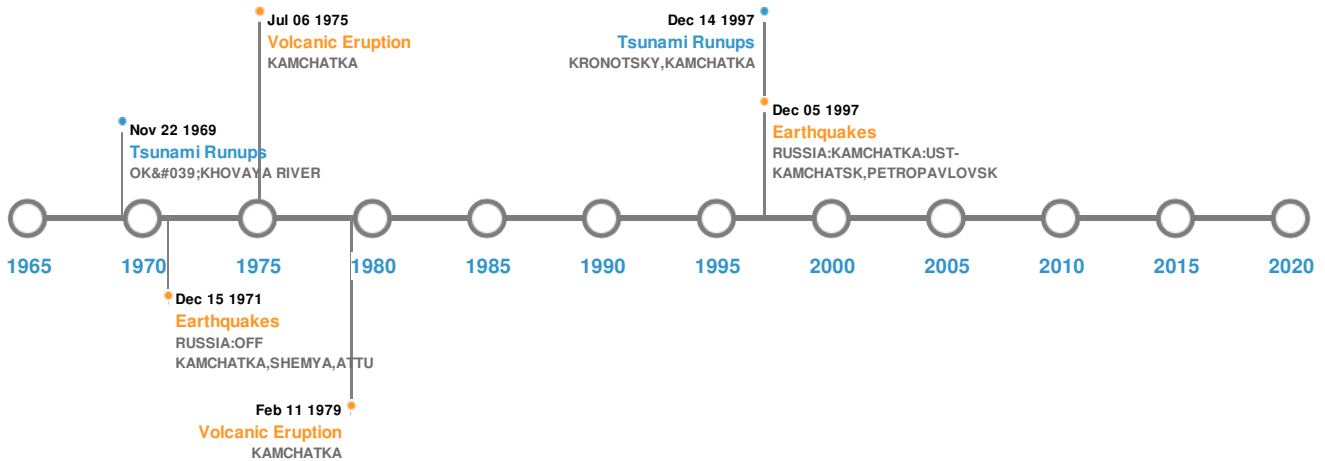 Jul 06 1975
Volcanic Eruption
KAMCHATKA
Dec 14 1997
Tsunami Runups
KRONOTSKY,KAMCHATKA
Nov 22 1969
Tsunami Runups
OK&#039;KHOVAYA RIVER
Dec 05 1997
Earthquakes
RUSSIA:KAMCHATKA:UST-
KAMCHATSK,PETROPAVLOVSK
1965 1970 1975 1980 1985 1990 1995 2000 2005 2010 2015 2020
Dec 15 1971
Earthquakes
RUSSIA:OFF
KAMCHATKA,SHEMYA,ATTU
Feb 11 1979
Volcanic Eruption
KAMCHATKA